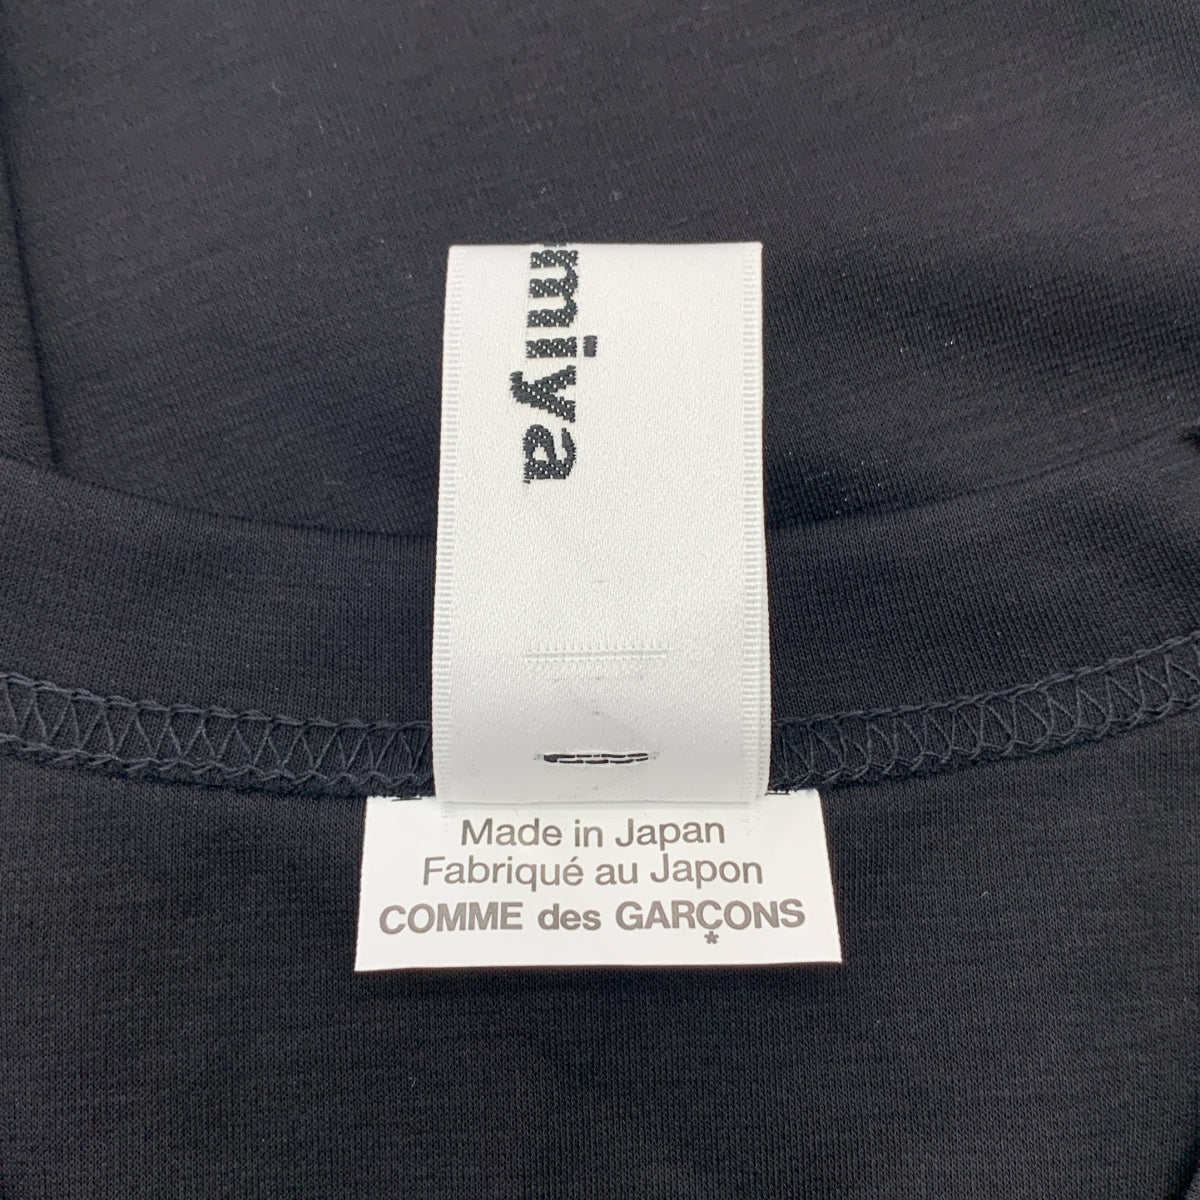 miya
Made in Japan
Fabriqué au Japon
COMME des GARÇONS
*